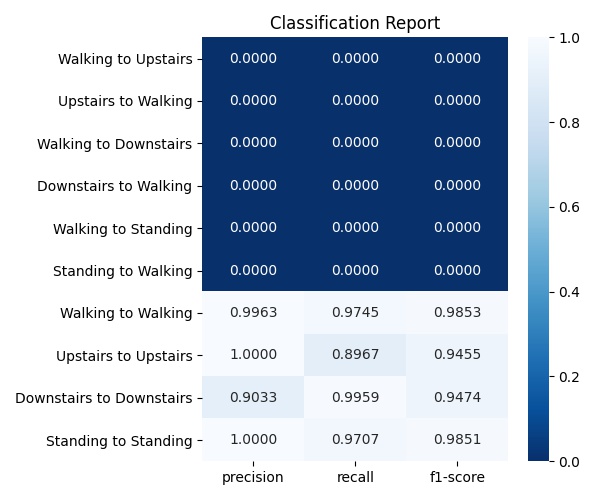 Classification Report
Walking to Upstairs 0.0000 0.0000 0.0000
Upstairs to Walking 0.0000 0.0000 0.0000
Walking to Downstairs 0.0000 0.0000 0.0000
Downstairs to Walking 0.0000 0.0000 0.0000
Walking to Standing 0.0000 0.0000 0.0000
Standing to Walking 0.0000 0.0000 0.0000
Walking to Walking 0.9963 0.9745 0.9853
Upstairs to Upstairs 1.0000 0.8967 0.9455
Downstairs to Downstairs 0.9033 0.9959 0.9474
Standing to Standing 1.0000 0.9707 0.9851
precision recall f1-score
1.0
0.8
0.6
0.4
0.2
0.0